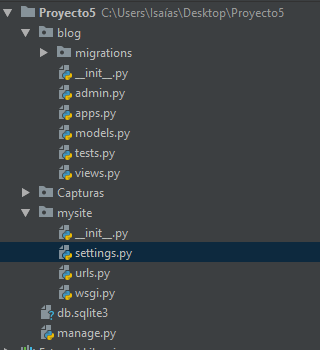 Proyecto5 C:\Users\Isaías\Desktop\Proyecto5
blog
migrations
__init__.py
admin.py
apps.py
models.py
tests.py
views.py
Capturas
mysite
__init__.py
settings.py
urls.py
wsgi.py
db.sqlite3
manage.py